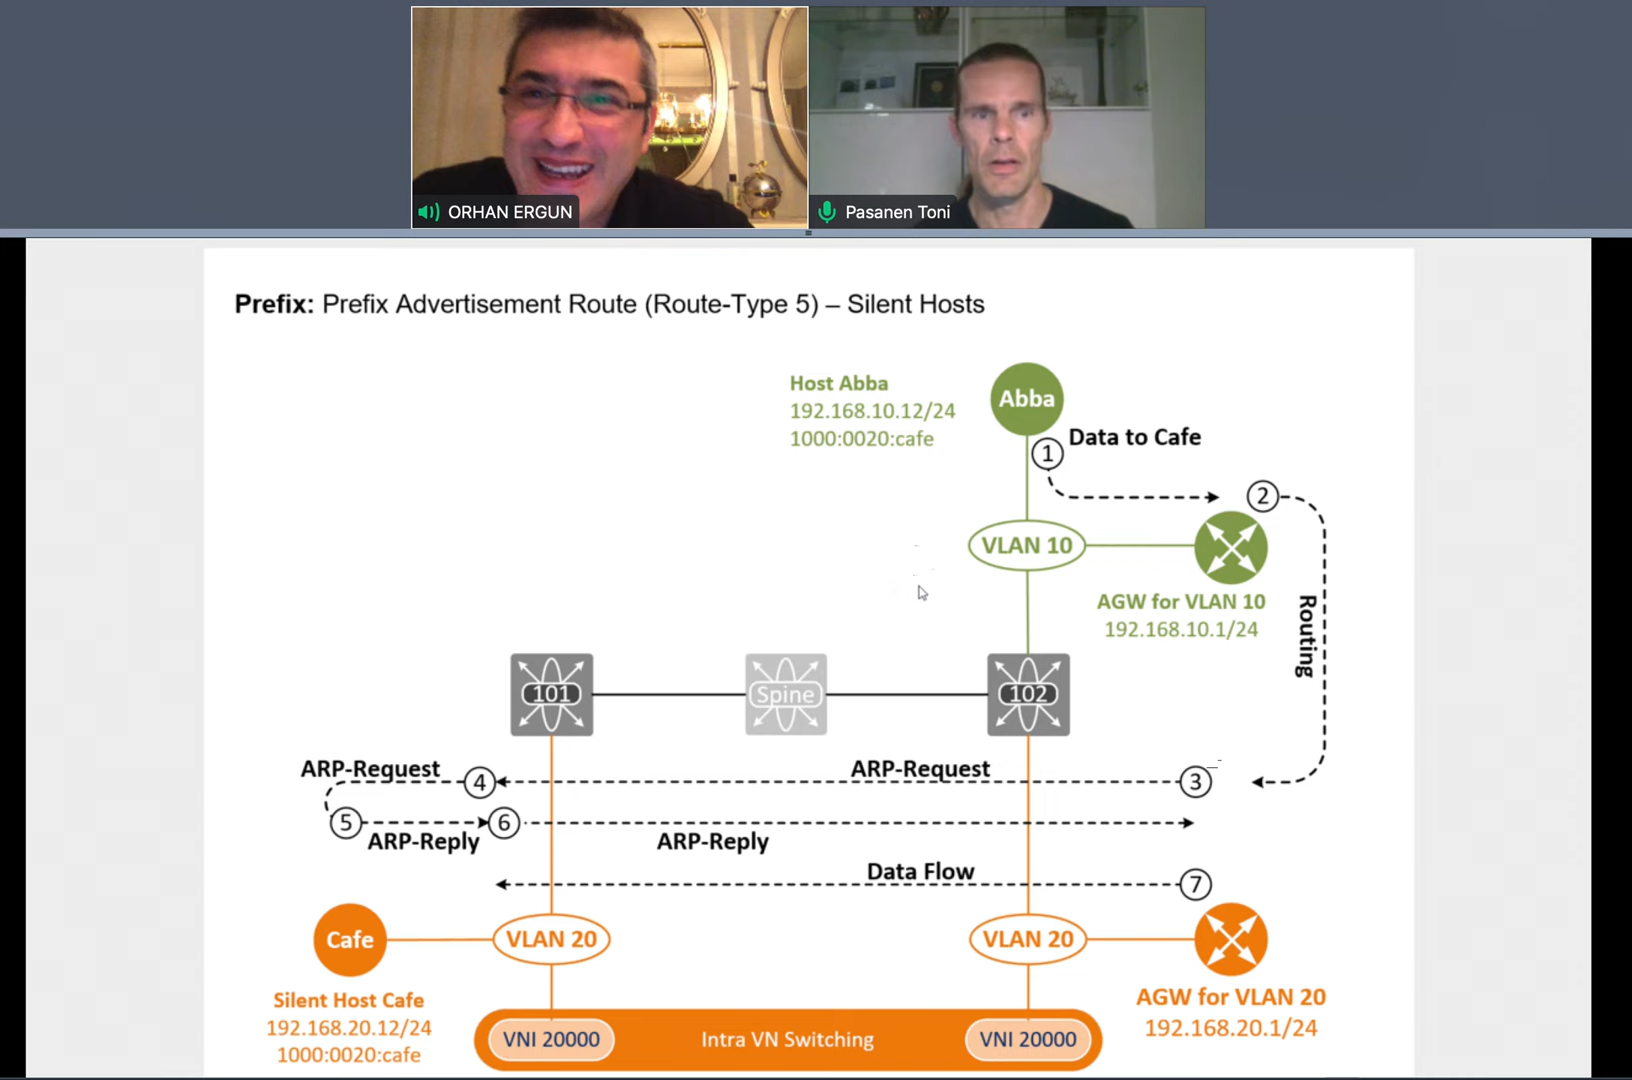 ORHAN ERGUN
Pasanen Toni
Prefix: Prefix Advertisement Route (Route-Type 5) – Silent Hosts
Host Abba
192.168.10.12/24
1000:0020:cafe
Abba
1
Data to Cafe
2
VLAN 10
AGW for VLAN 10
192.168.10.1/24
Routing
101
Spine
102
ARP-Request
4
ARP-Request
3
5
ARP-Reply
6
ARP-Reply
Data Flow
7
Cafe
VLAN 20
VLAN 20
Silent Host Cafe
192.168.20.12/24
1000:0020:cafe
AGW for VLAN 20
192.168.20.1/24
VNI 20000
Intra VN Switching
VNI 20000